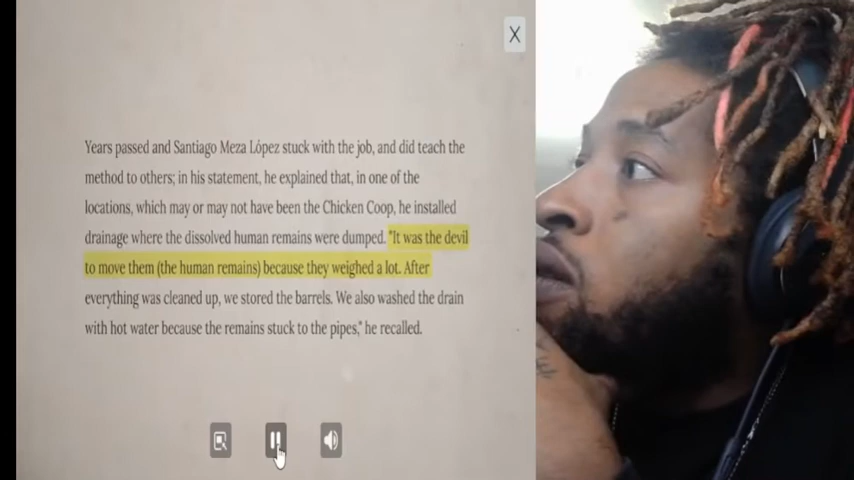 X
Years passed and Santiago Meza López stuck with the job, and did teach the
method to others; in his statement, he explained that, in one of the
locations, which may or may not have been the Chicken Coop, he installed
drainage where the dissolved human remains were dumped. "It was the devil
to move them (the human remains) because they weighed a lot. After
everything was cleaned up, we stored the barrels. We also washed the drain
with hot water because the remains stuck to the pipes," he recalled.